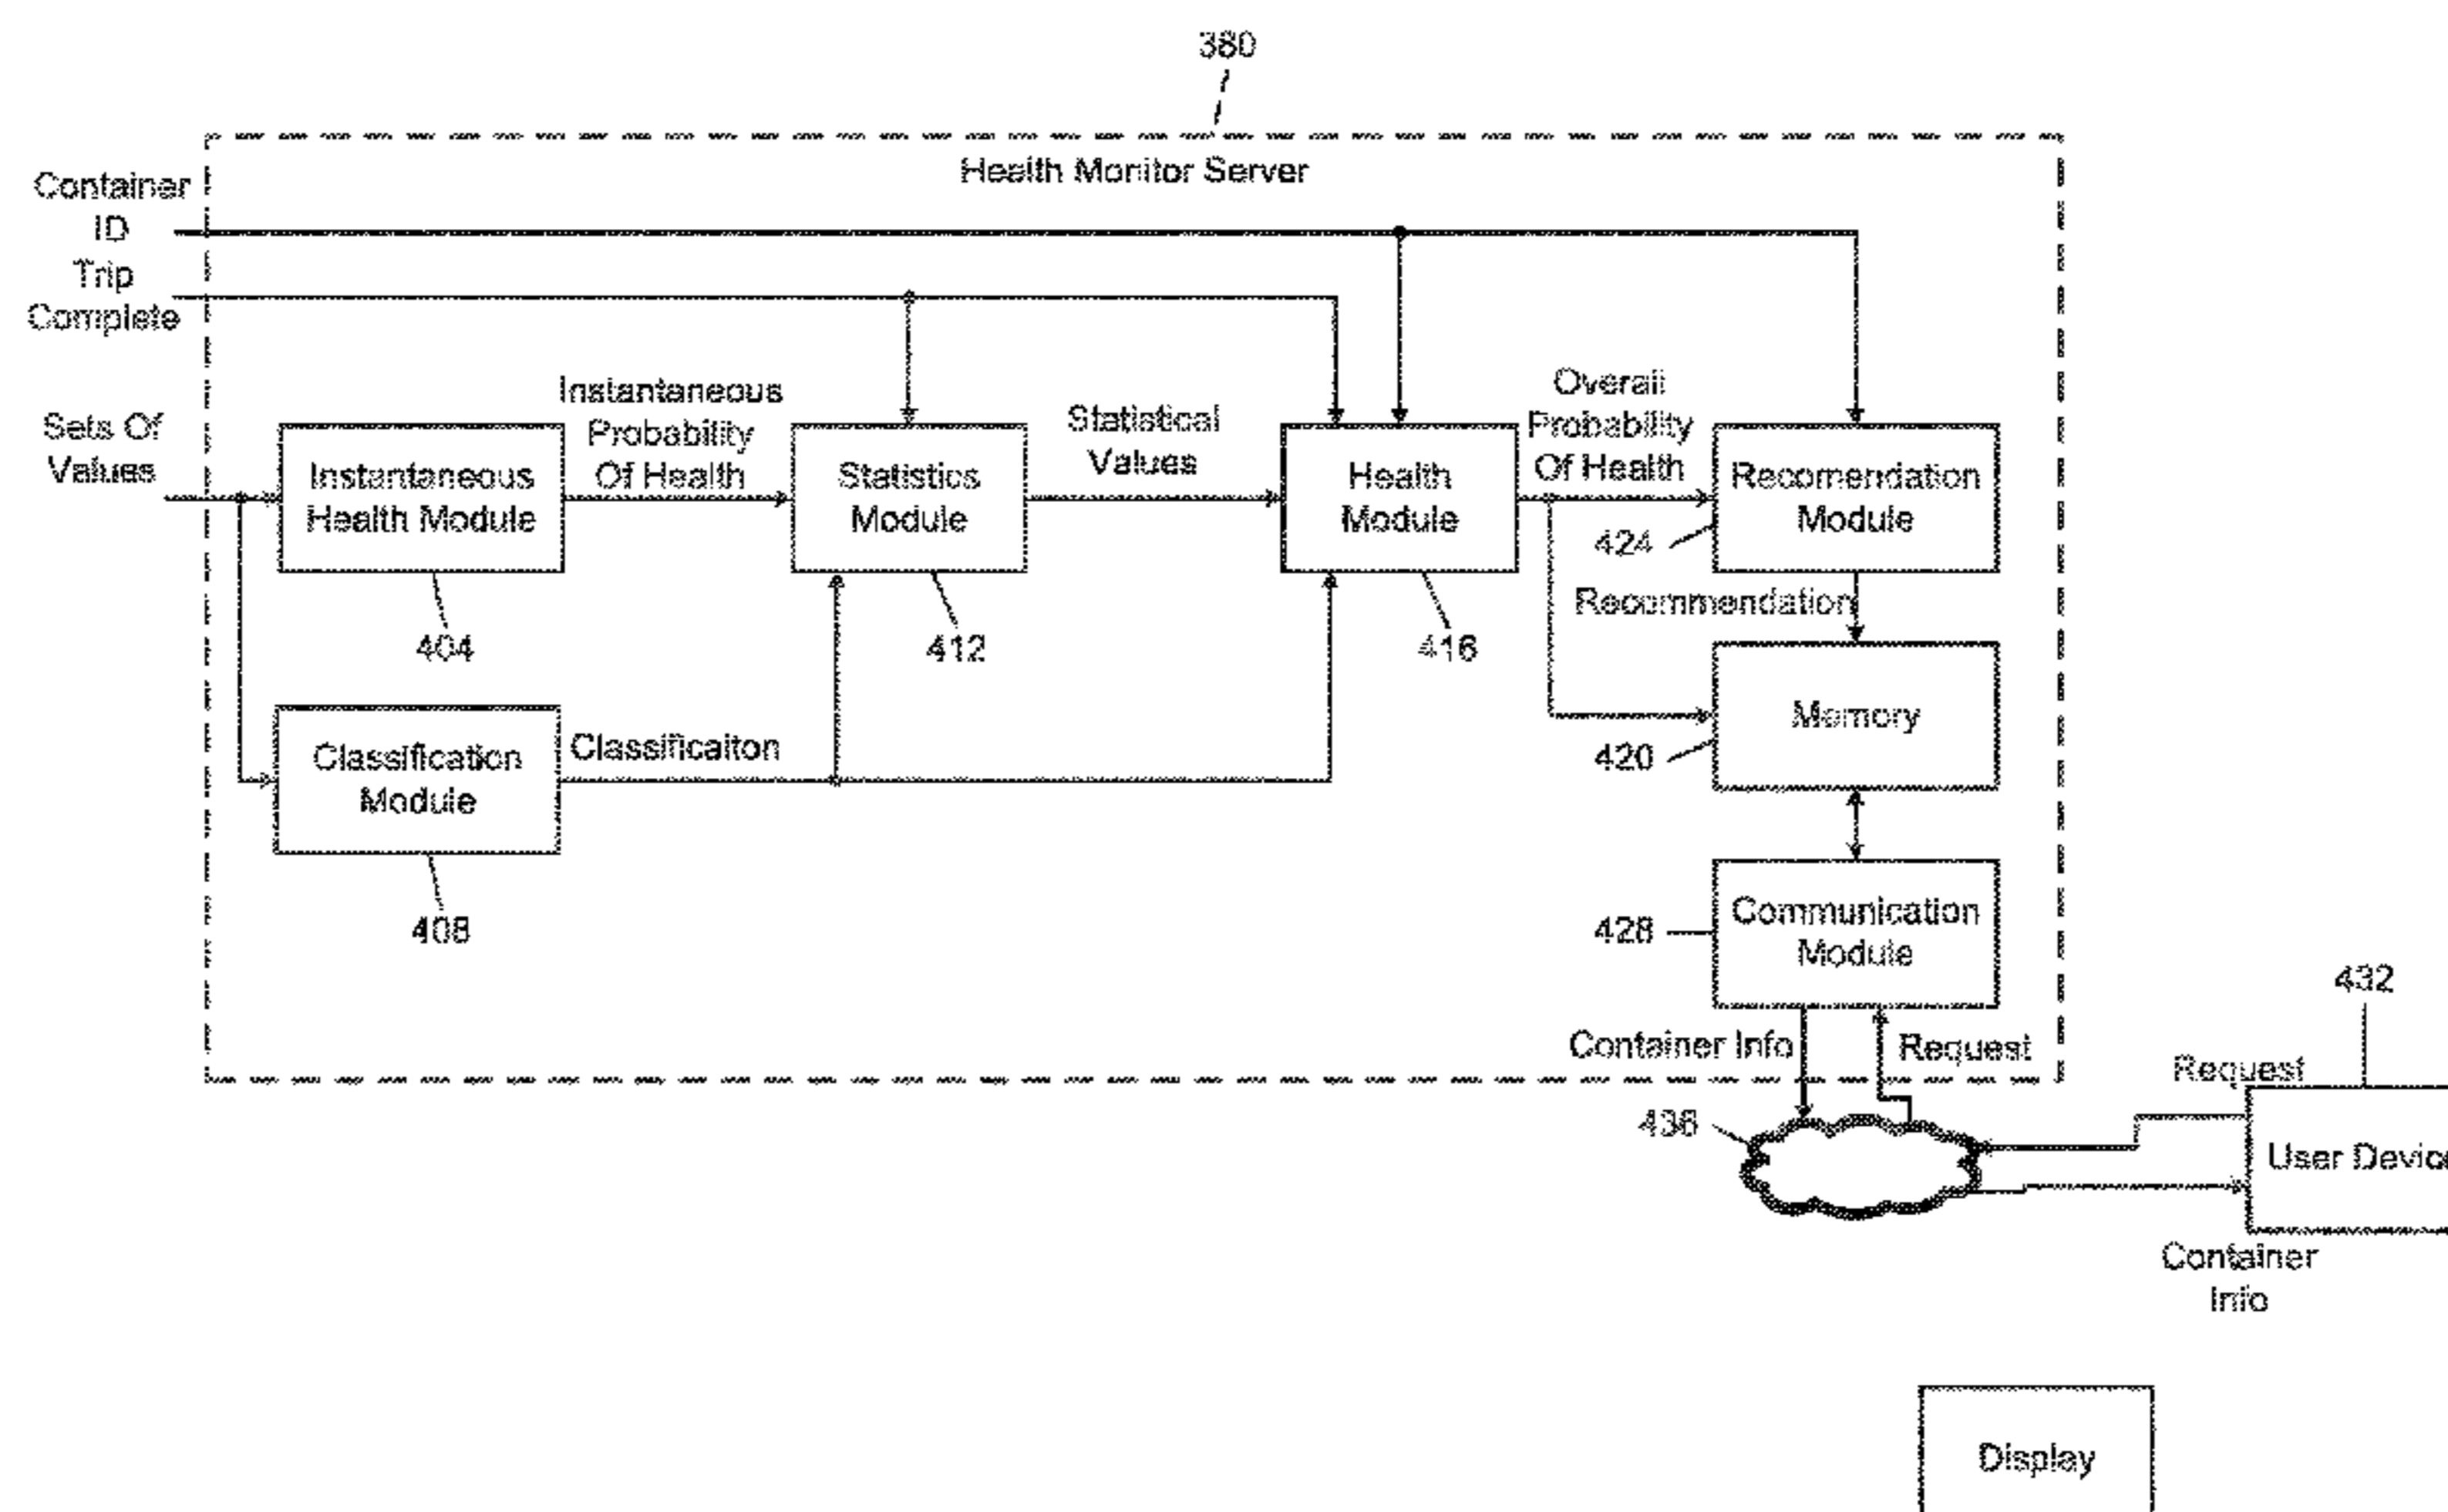 380
Health Monitor Server
Container
ID
Trip
Complete
Sets Of
Values
Instantaneous
Probability
Of Health
Statistical
Values
Overall
Probability
Of Health
Instantaneous
Health Module
Statistics
Module
Health
Module
Recomendation
Module
424
Recommendation
404
412
416
Memory
420
Classification
Module
Classificaiton
408
Communication
Module
428
432
Container Info
Request
Request
436
User Device
Container
Info
Display